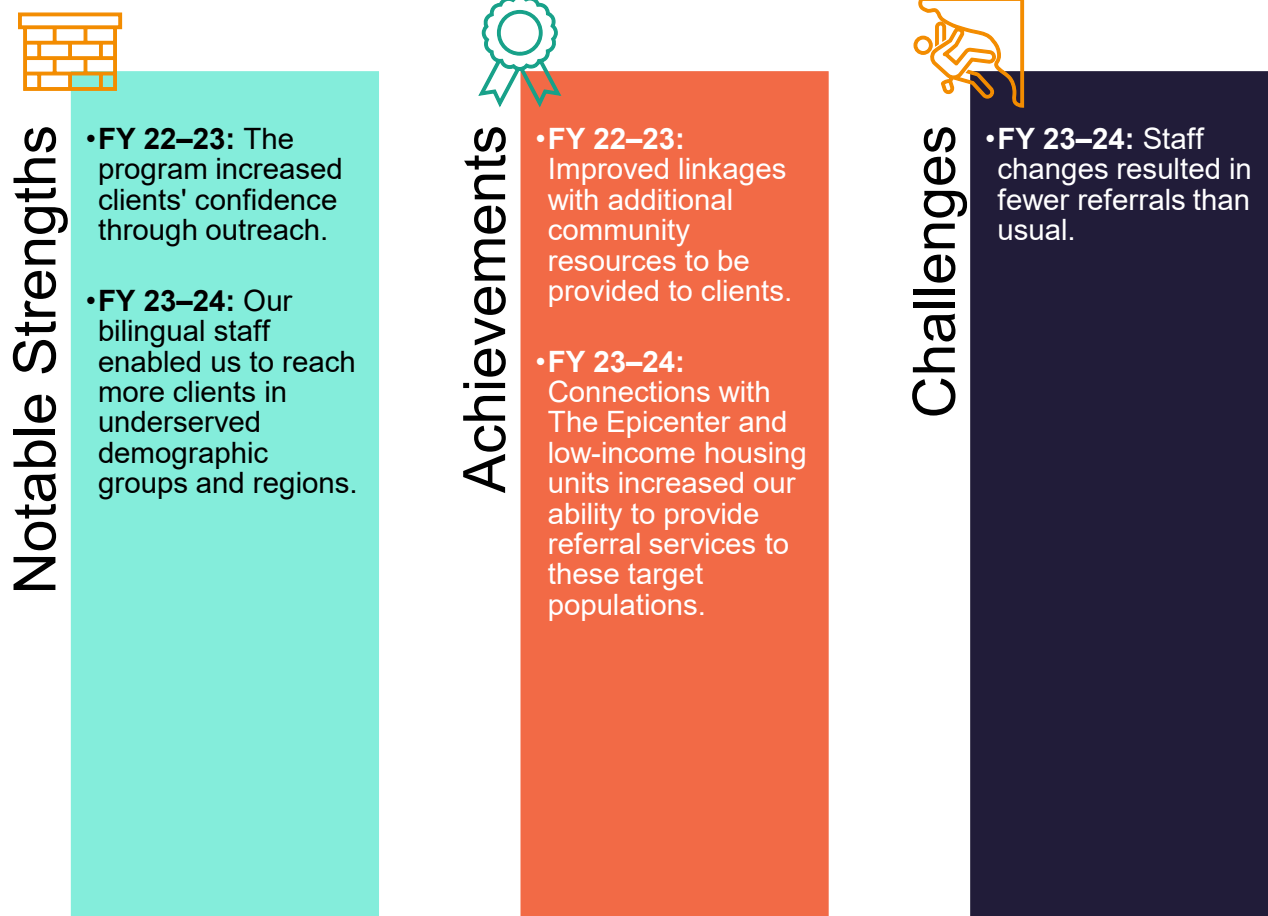 Notable Strengths
•FY 22–23: The
program increased
clients' confidence
through outreach.
•FY 23–24: Our
bilingual staff
enabled us to reach
more clients in
underserved
demographic
groups and regions.
Achievements
•FY 22–23:
Improved linkages
with additional
community
resources to be
provided to clients.
•FY 23–24:
Connections with
The Epicenter and
low-income housing
units increased our
ability to provide
referral services to
these target
populations.
Challenges
•FY 23–24: Staff
changes resulted in
fewer referrals than
usual.